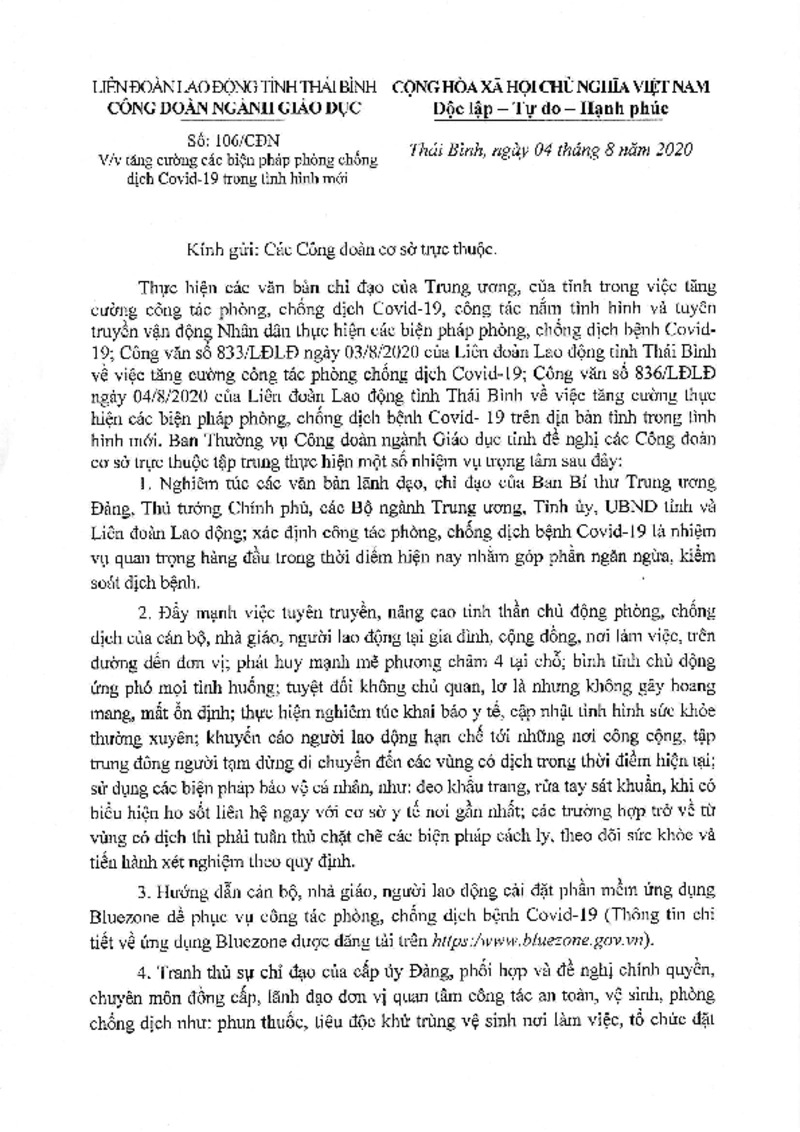 LIÊN ĐOÀN LAO ĐỘNG TỈNH THÁI BÌNH
CÔNG ĐOÀN NGÀNH GIÁO DỤC
CỘNG HÒA XÃ HỘI CHỦ NGHĨA VIỆT NAM
Độc lập – Tự do – Hạnh phúc
Số: 106/CĐN
V/v tăng cường các biện pháp phòng chống
dịch Covid-19 trong tình hình mới
Thái Bình, ngày 04 tháng 8 năm 2020
Kính gửi: Các Công đoàn cơ sở trực thuộc.
Thực hiện các văn bản chỉ đạo của Trung ương, của tỉnh trong việc tăng
cường công tác phòng, chống dịch Covid-19, công tác nắm tình hình và tuyên
truyền vận động Nhân dân thực hiện các biện pháp phòng, chống dịch bệnh Covid-
19; Công văn số 833/LĐLĐ ngày 03/8/2020 của Liên đoàn Lao động tỉnh Thái Bình
về việc tăng cường công tác phòng chống dịch Covid-19; Công văn số 836/LĐLĐ
ngày 04/8/2020 của Liên đoàn Lao động tỉnh Thái Bình về việc tăng cường thực
hiện các biện pháp phòng, chống dịch bệnh Covid- 19 trên địa bàn tỉnh trong tình
hình mới. Ban Thường vụ Công đoàn ngành Giáo dục tỉnh đề nghị các Công đoàn
cơ sở trực thuộc tập trung thực hiện một số nhiệm vụ trọng tâm sau đây:
1. Nghiêm túc các văn bản lãnh đạo, chỉ đạo của Ban Bí thư Trung ương
Đảng, Thủ tướng Chính phủ, các Bộ ngành Trung ương, Tỉnh ủy, UBND tỉnh và
Liên đoàn Lao động; xác định công tác phòng, chống dịch bệnh Covid-19 là nhiệm
vụ quan trọng hàng đầu trong thời điểm hiện nay nhằm góp phần ngăn ngừa, kiểm
soát dịch bệnh.
2. Đẩy mạnh việc tuyên truyền, nâng cao tinh thần chủ động phòng, chống
dịch của cán bộ, nhà giáo, người lao động tại gia đình, cộng đồng, nơi làm việc, trên
đường đến đơn vị; phát huy mạnh mẽ phương châm 4 tại chỗ; bình tĩnh chủ động
ứng phó mọi tình huống; tuyệt đối không chủ quan, lơ là nhưng không gây hoang
mang, mất ổn định; thực hiện nghiêm túc khai báo y tế, cập nhật tình hình sức khỏe
thường xuyên; khuyến cáo người lao động hạn chế tới những nơi công cộng, tập
trung đông người tạm dừng di chuyển đến các vùng có dịch trong thời điểm hiện tại;
sử dụng các biện pháp bảo vệ cá nhân, như: đeo khẩu trang, rửa tay sát khuẩn, khi có
biểu hiện ho sốt liên hệ ngay với cơ sở y tế nơi gần nhất; các trường hợp trở về từ
vùng có dịch thì phải tuân thủ chặt chẽ các biện pháp cách ly, theo dõi sức khỏe và
tiến hành xét nghiệm theo quy định.
3. Hướng dẫn cán bộ, nhà giáo, người lao động cài đặt phần mềm ứng dụng
Bluezone để phục vụ công tác phòng, chống dịch bệnh Covid-19 (Thông tin chi
tiết về ứng dụng Bluezone được đăng tải trên https:/www.bluezone.gov.vn).
4. Tranh thủ sự chỉ đạo của cấp ủy Đảng, phối hợp và đề nghị chính quyền,
chuyên môn đồng cấp, lãnh đạo đơn vị quan tâm công tác an toàn, vệ sinh, phòng
chống dịch như: phun thuốc, tiêu độc khử trùng vệ sinh nơi làm việc, tổ chức đặt